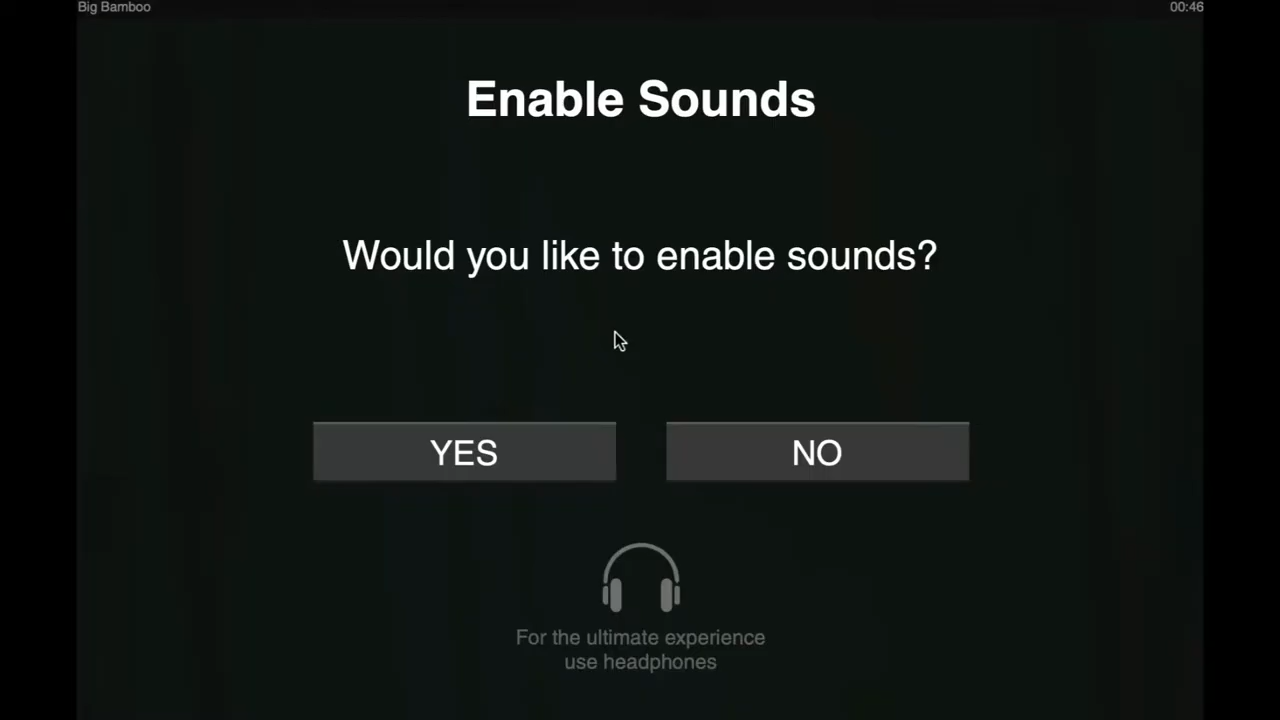 Big Bamboo
00:46
Enable Sounds
Would you like to enable sounds?
YES
NO
For the ultimate experience
use headphones